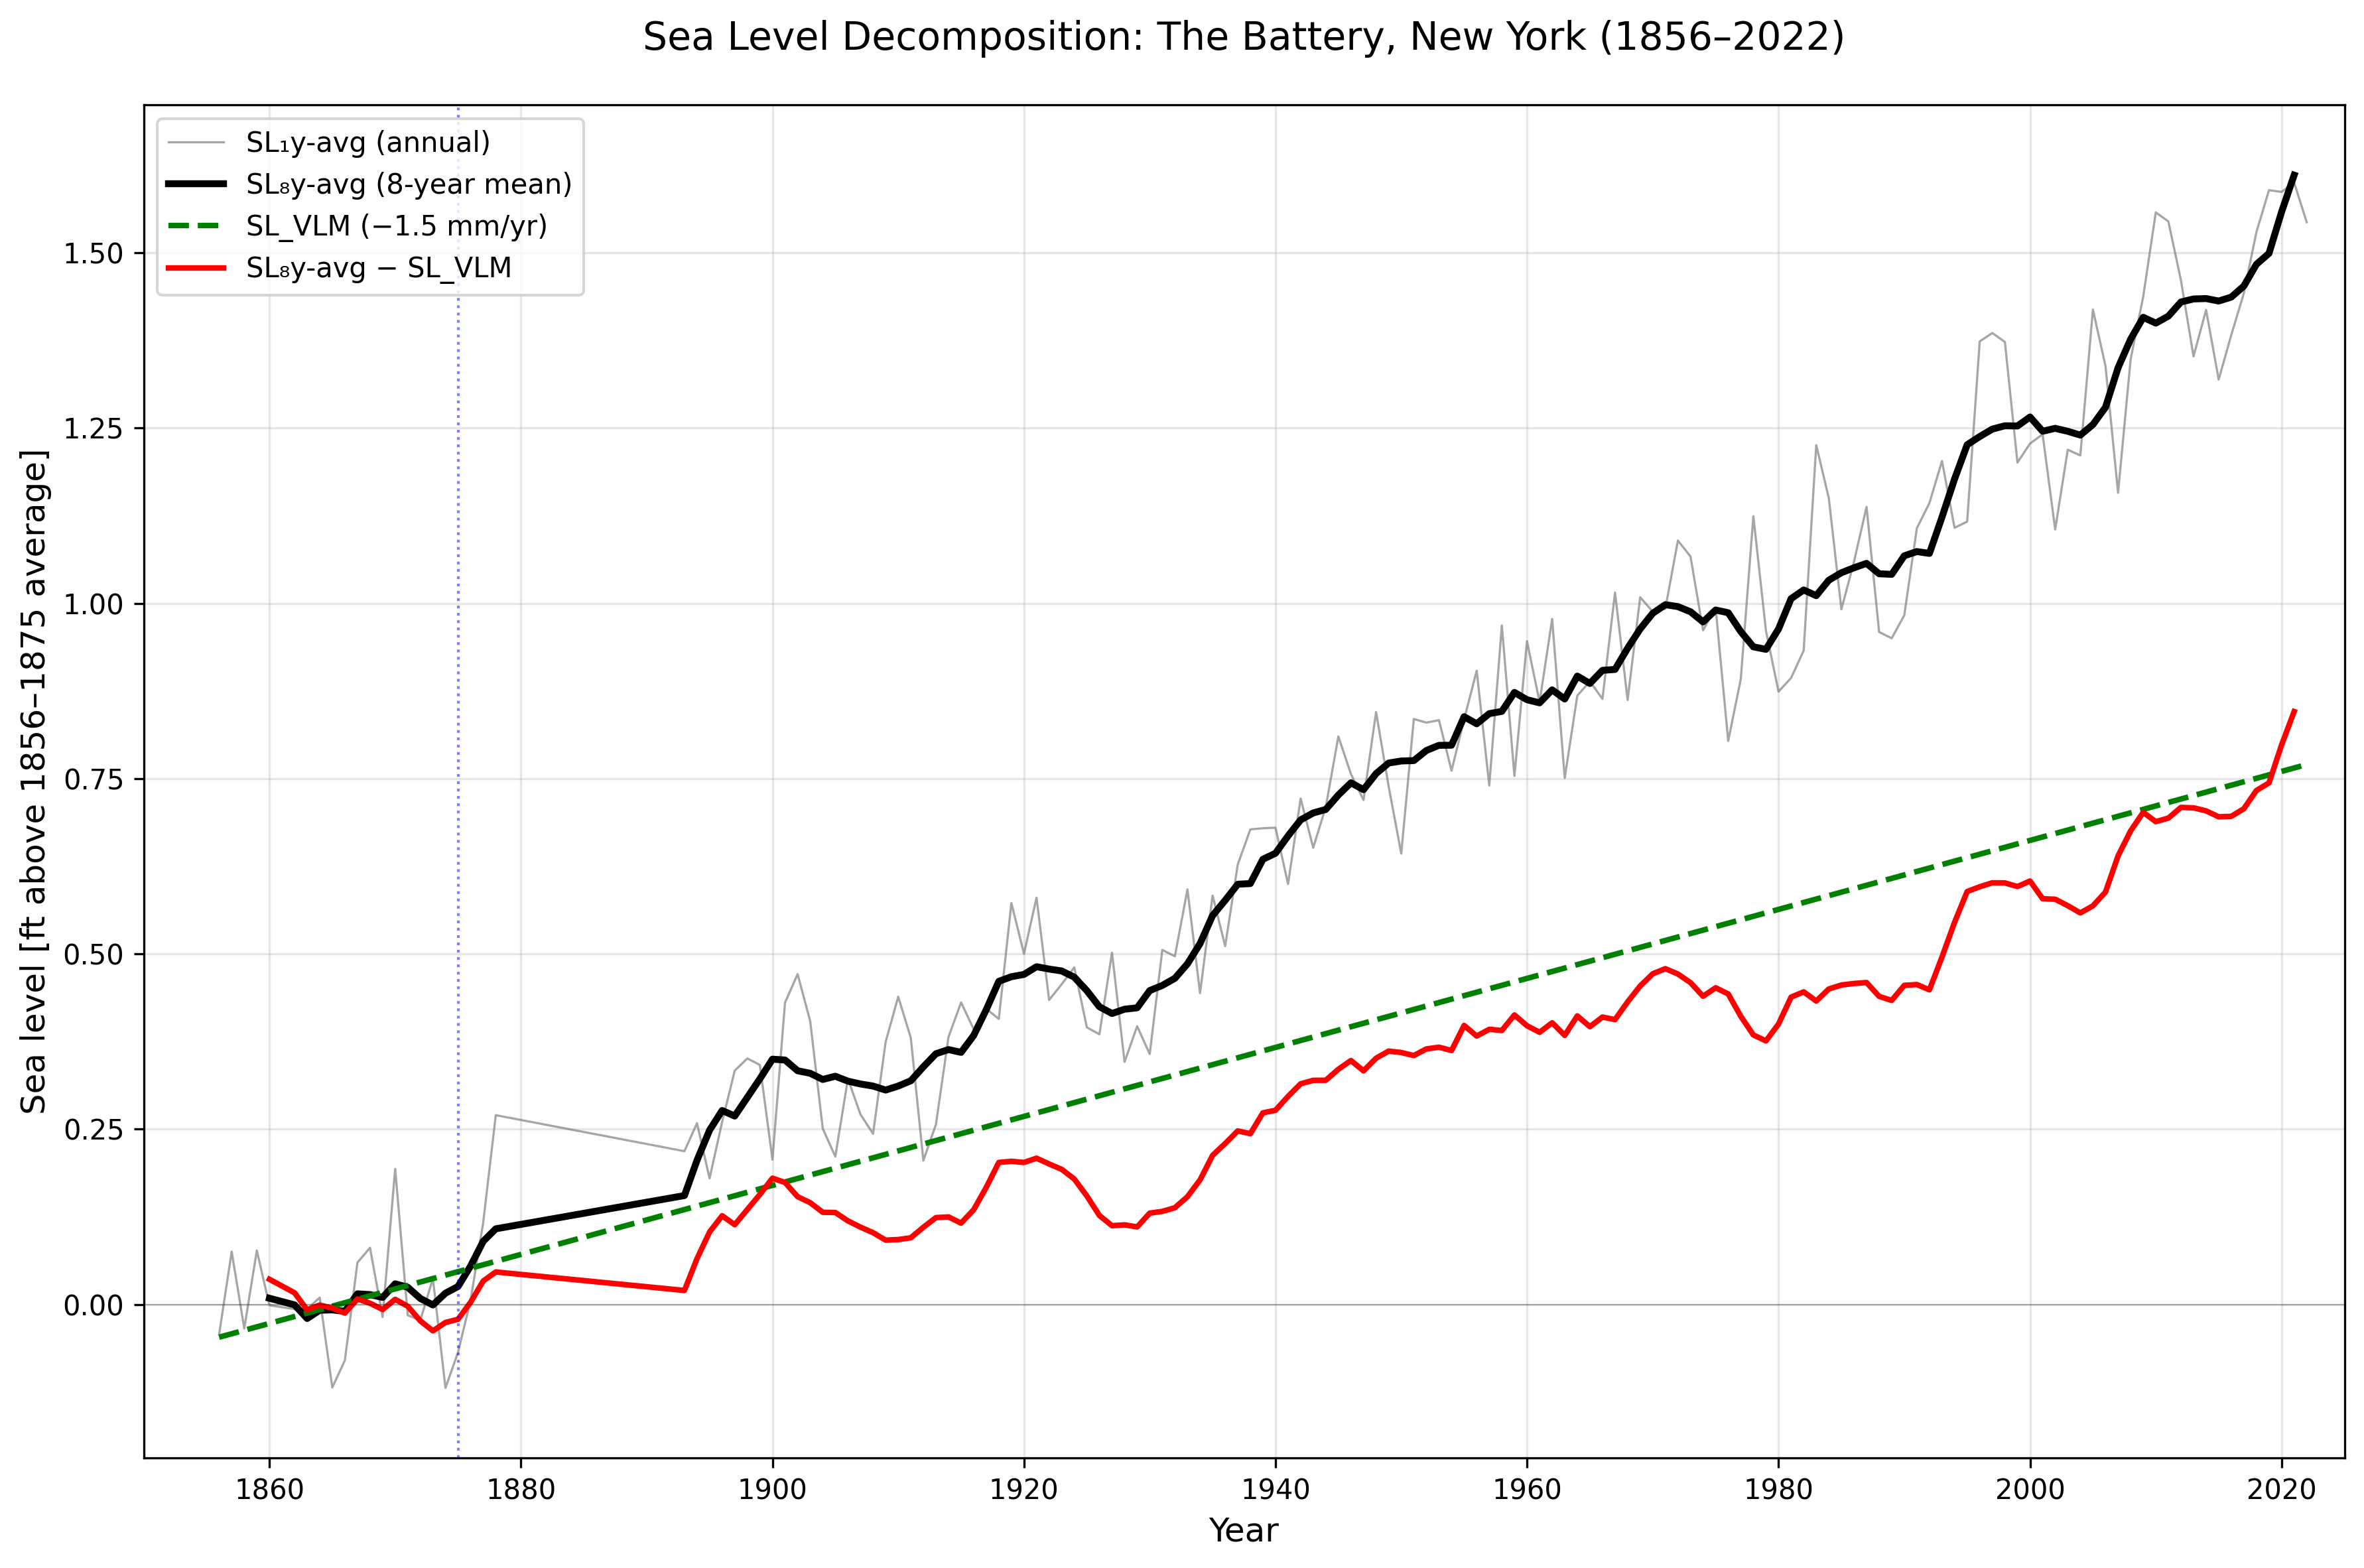 Sea Level Decomposition: The Battery, New York (1856–2022)
SL₁y-avg (annual)
SL₈y-avg (8-year mean)
SL_VLM (−1.5 mm/yr)
SL₈y-avg − SL_VLM
Sea level [ft above 1856–1875 average]
1.50
1.25
1.00
0.75
0.50
0.25
0.00
1860 1880 1900 1920 1940 1960 1980 2000 2020
Year